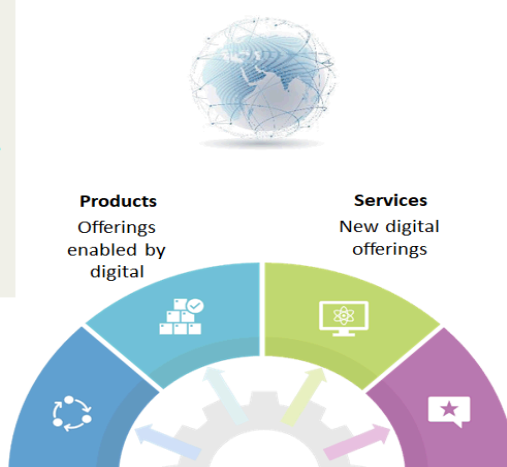 Products
Offerings
enabled by
digital
Services
New digital
offerings